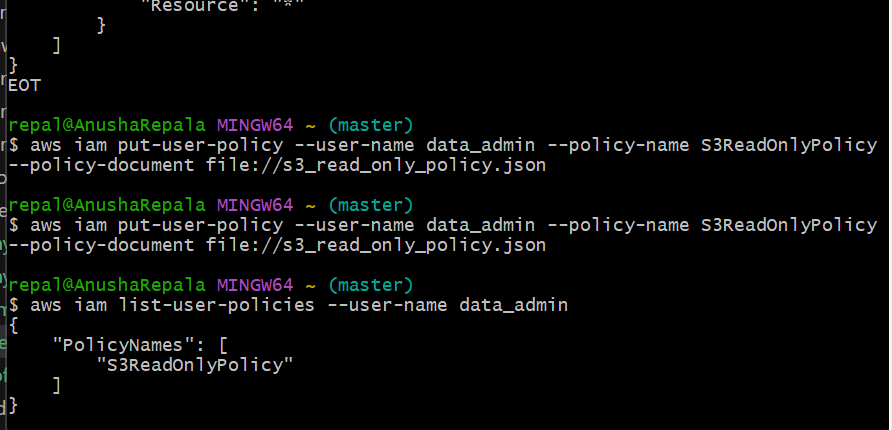 "Resource": "*"
}
]
}
EOT
repal@AnushaRepala MINGW64 ~ (master)
$ aws iam put-user-policy --user-name data_admin --policy-name S3ReadOnlyPolicy
--policy-document file://s3_read_only_policy.json
repal@AnushaRepala MINGW64 ~ (master)
$ aws iam put-user-policy --user-name data_admin --policy-name S3ReadOnlyPolicy
--policy-document file://s3_read_only_policy.json
repal@AnushaRepala MINGW64 ~ (master)
$ aws iam list-user-policies --user-name data_admin
{
"PolicyNames": [
"S3ReadOnlyPolicy"
]
}